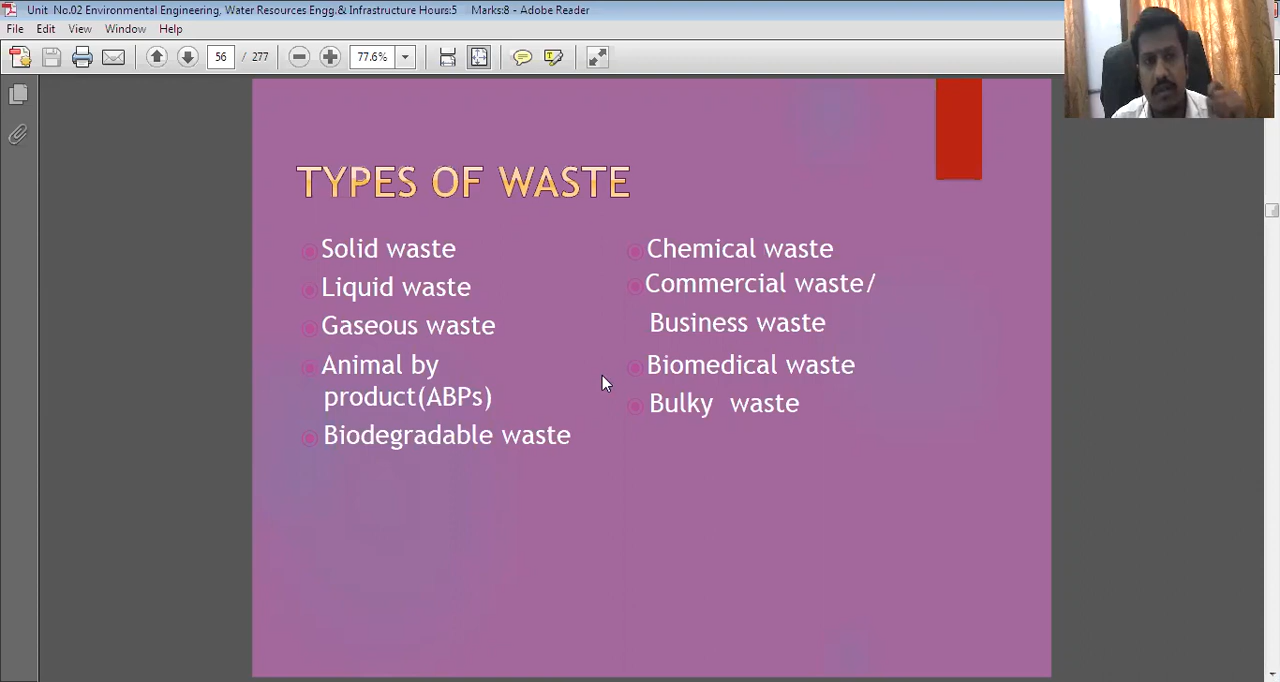 Unit No.02 Environmental Engineering, Water Resources Engg.& Infrastructure Hours:5 Marks:8 - Adobe Reader
File Edit View Window Help
56 / 277 77.6%
TYPES OF WASTE
Solid waste
Liquid waste
Gaseous waste
Animal by
product(ABPs)
Biodegradable waste
Chemical waste
Commercial waste/
Business waste
Biomedical waste
Bulky waste